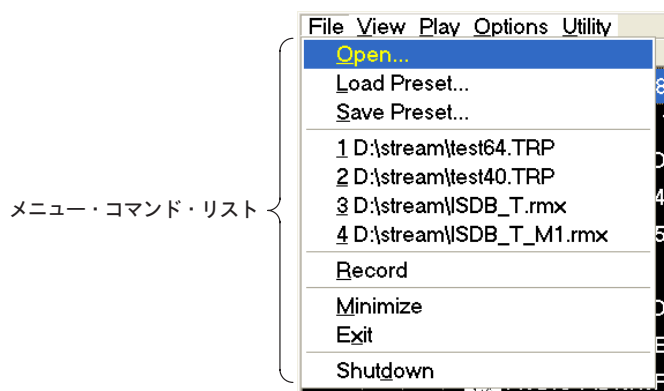 File View Play Options Utility
Open...
Load Preset...
Save Preset...
1 D:\stream\test64.TRP
2 D:\stream\test40.TRP
3 D:\stream\ISDB_T.rmx
メニュー・コマンド・リスト
4 D:\stream\ISDB_T_M1.rmx
Record
Minimize
Exit
Shutdown